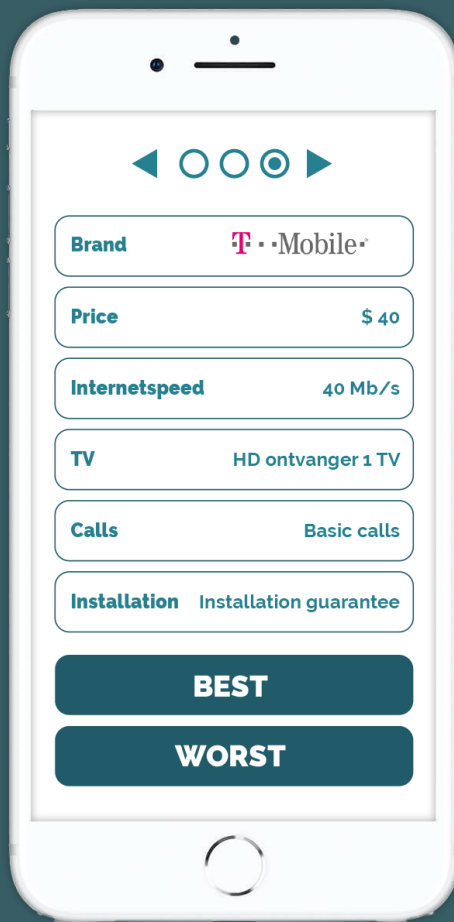 Brand T··Mobile·
Price $ 40
Internetspeed 40 Mb/s
TV HD ontvanger 1 TV
Calls Basic calls
Installation Installation guarantee
BEST
WORST